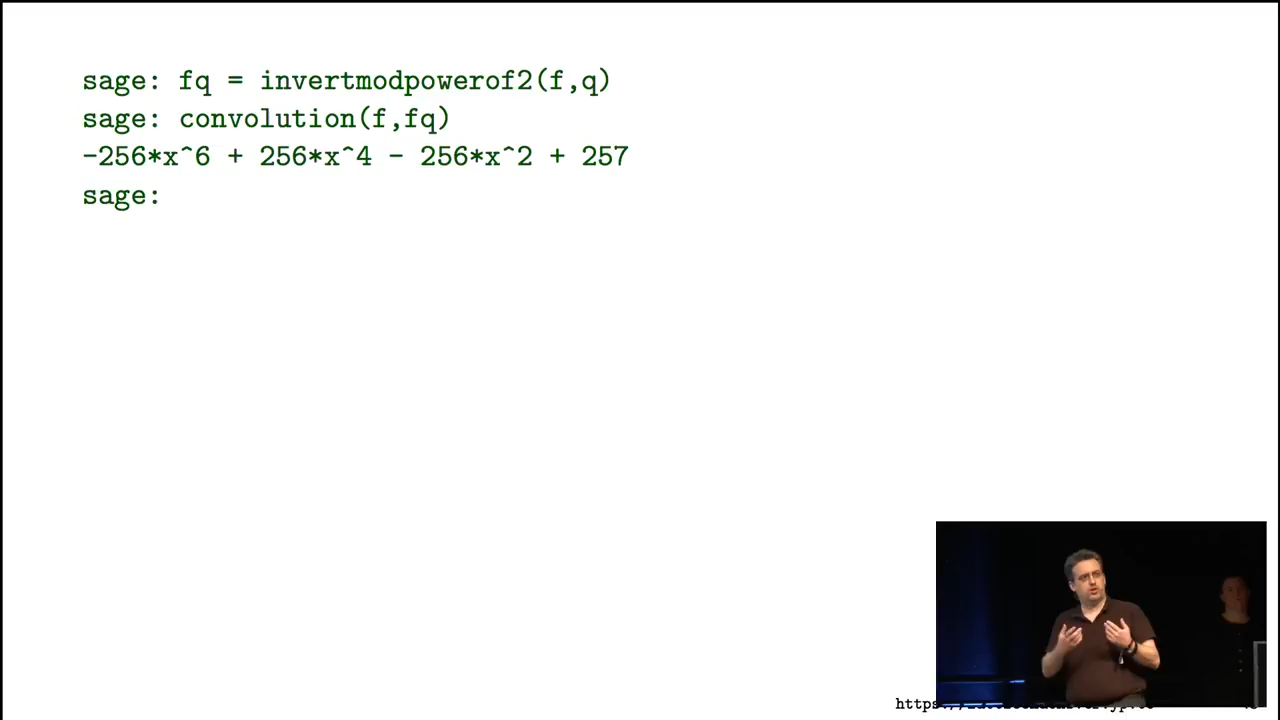 sage: fq = invertmodpowerof2(f,q)
sage: convolution(f,fq)
-256*x^6 + 256*x^4 - 256*x^2 + 257
sage: